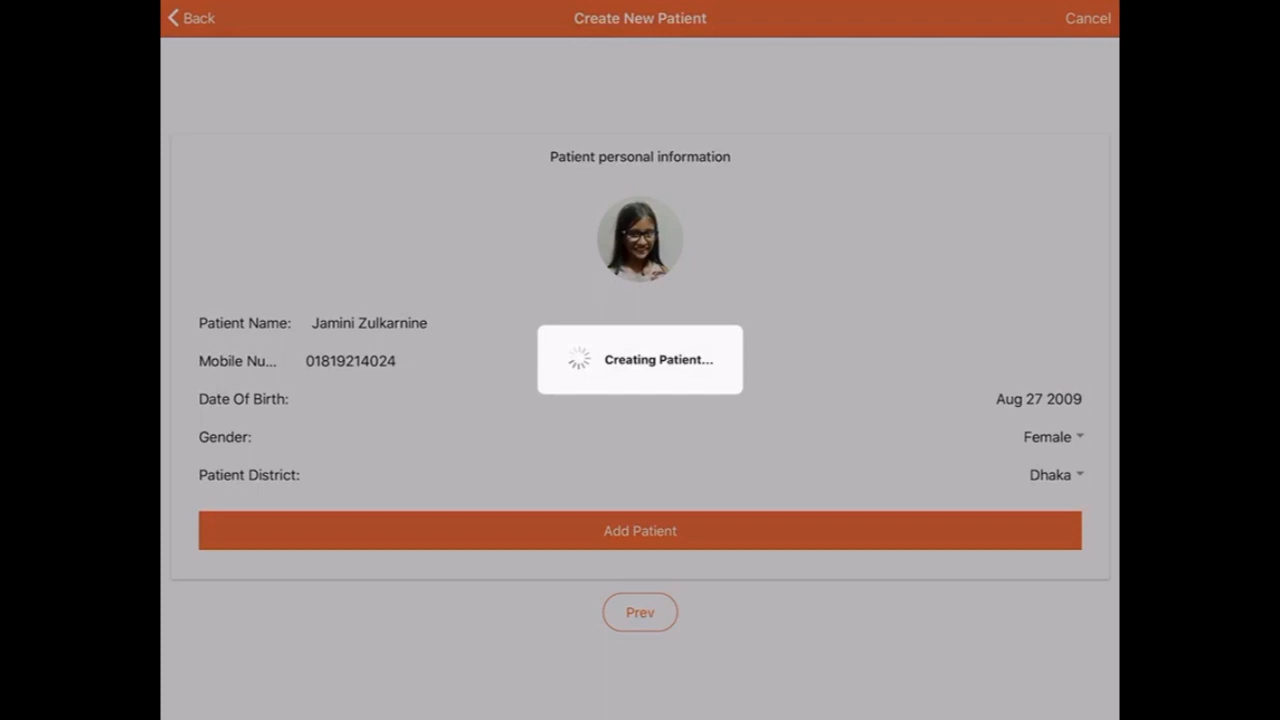 Back Create New Patient Cancel
Patient personal information
Patient Name: Jamini Zulkarnine
Creating Patient...
Mobile Nu... 01819214024
Date Of Birth: Aug 27 2009
Gender: Female
Patient District: Dhaka
Add Patient
Prev